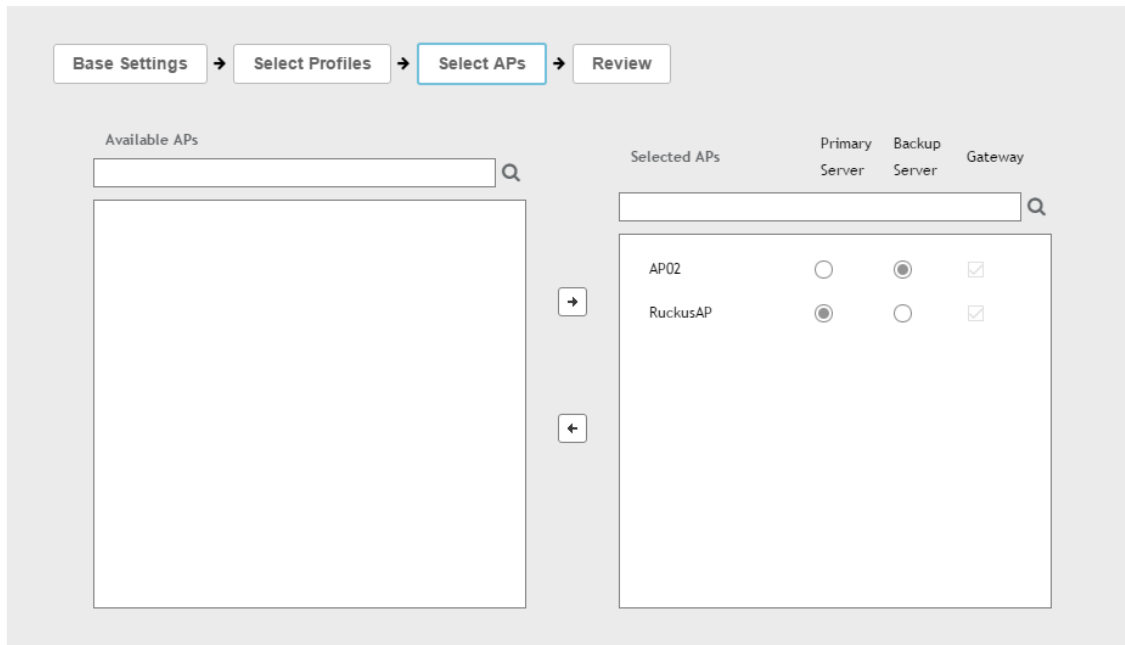 Base Settings → Select Profiles → Select APs → Review
Available APs
Selected APs
Primary Server
Backup Server
Gateway
AP02
RuckusAP